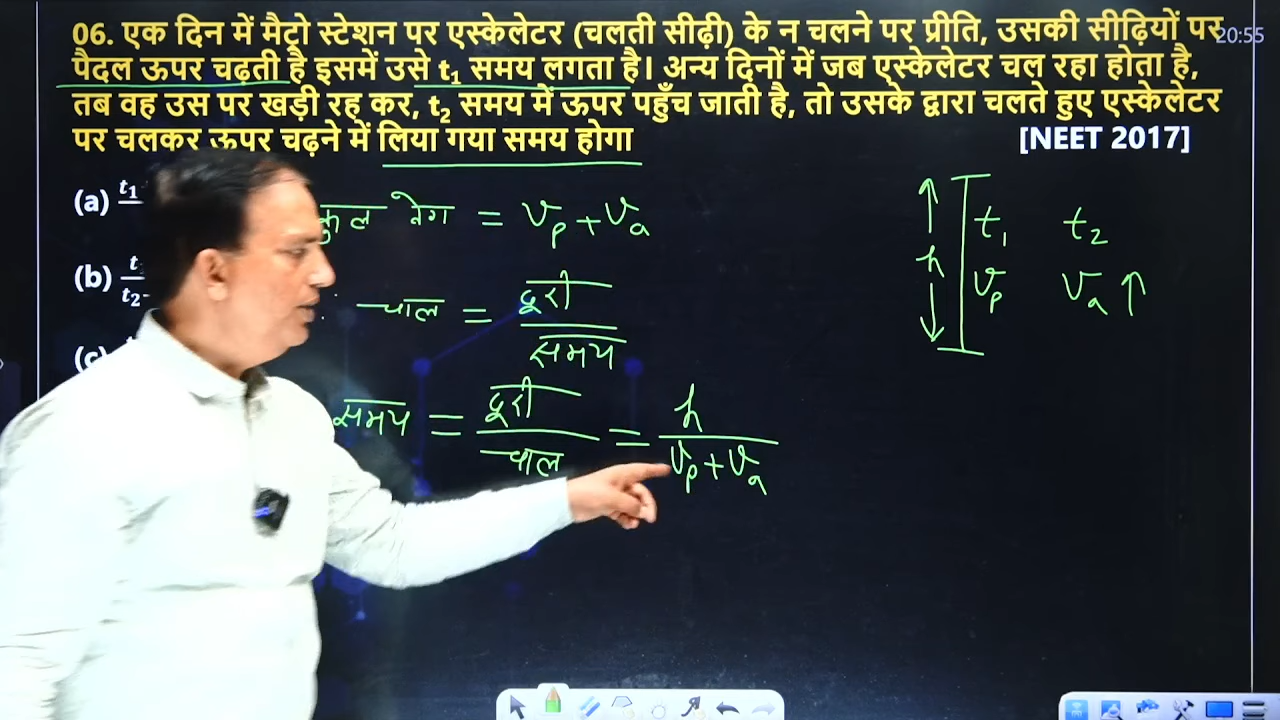 06. एक दिन में मैट्रो स्टेशन पर एस्केलेटर (चलती सीढ़ी) के न चलने पर प्रीति, उसकी सीढ़ियों पर
20:55
पैदल ऊपर चढ़ती है इसमें उसे t₁ समय लगता है। अन्य दिनों में जब एस्केलेटर चल रहा होता है,
तब वह उस पर खड़ी रह कर, t₂ समय में ऊपर पहुँच जाती है, तो उसके द्वारा चलते हुए एस्केलेटर
पर चलकर ऊपर चढ़ने में लिया गया समय होगा [NEET 2017]
(a) t₁
कुल वेग = vₚ + vₐ
t₁ t₂
h
vₚ vₐ ↑
(b) t₂-
चाल = दूरी / समय
(c)
समय = दूरी / चाल = h / vₚ + vₐ